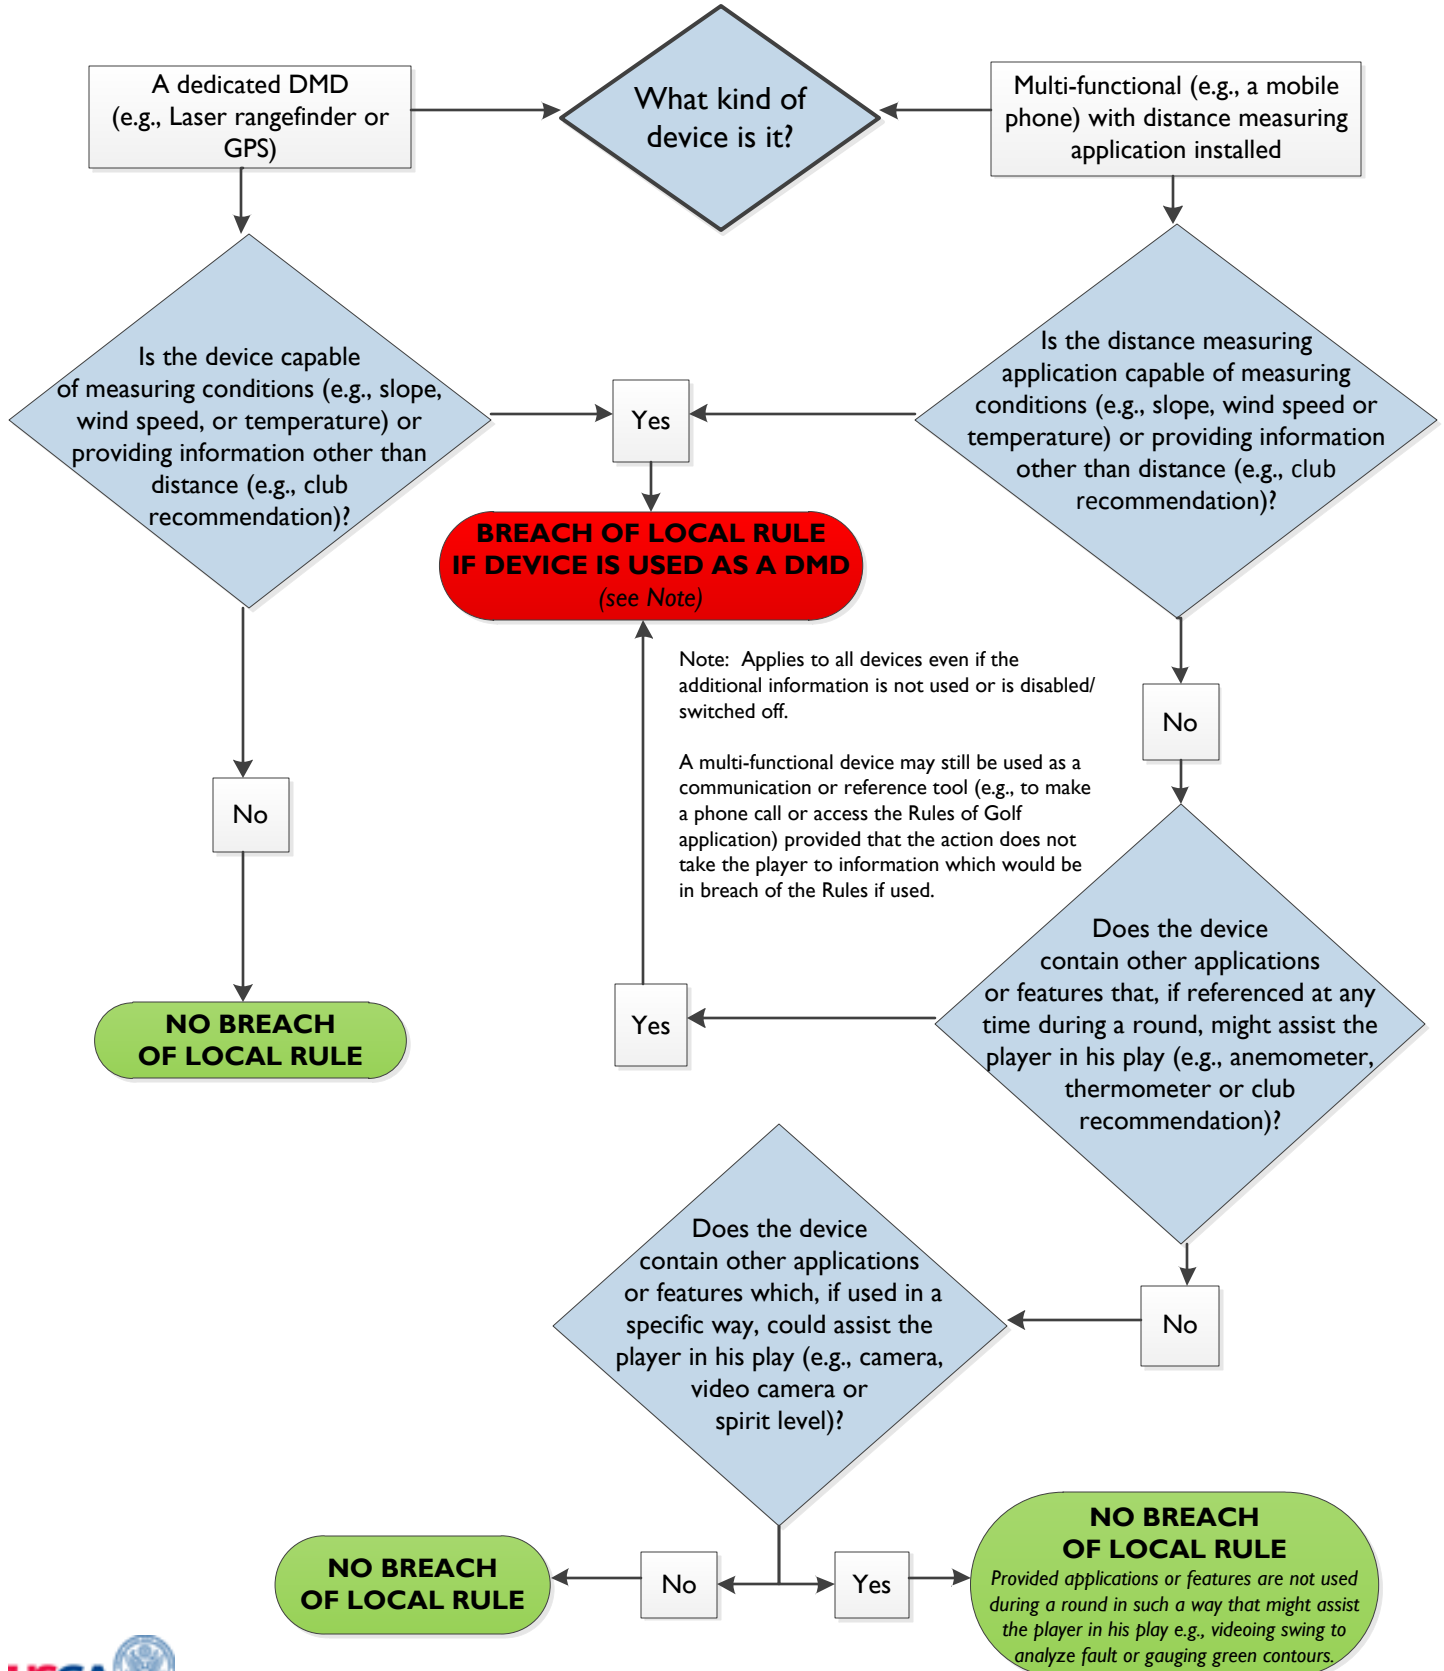 A dedicated DMD
(e.g., Laser rangefinder or
GPS)
What kind of
device is it?
Multi-functional (e.g., a mobile
phone) with distance measuring
application installed
Is the device capable
of measuring conditions (e.g., slope,
wind speed, or temperature) or
providing information other than
distance (e.g., club
recommendation)?
Yes
Is the distance measuring
application capable of measuring
conditions (e.g., slope, wind speed or
temperature) or providing information
other than distance (e.g., club
recommendation)?
BREACH OF LOCAL RULE
IF DEVICE IS USED AS A DMD
(see Note)
Note: Applies to all devices even if the
additional information is not used or is disabled/
switched off.
A multi-functional device may still be used as a
communication or reference tool (e.g., to make
a phone call or access the Rules of Golf
application) provided that the action does not
take the player to information which would be
in breach of the Rules if used.
No
No
NO BREACH
OF LOCAL RULE
Yes
Does the device
contain other applications
or features that, if referenced at any
time during a round, might assist the
player in his play (e.g., anemometer,
thermometer or club
recommendation)?
Does the device
contain other applications
or features which, if used in a
specific way, could assist the
player in his play (e.g., camera,
video camera or
spirit level)?
No
NO BREACH
OF LOCAL RULE
No
Yes
NO BREACH
OF LOCAL RULE
Provided applications or features are not used
during a round in such a way that might assist
the player in his play e.g., videoing swing to
analyze fault or gauging green contours.